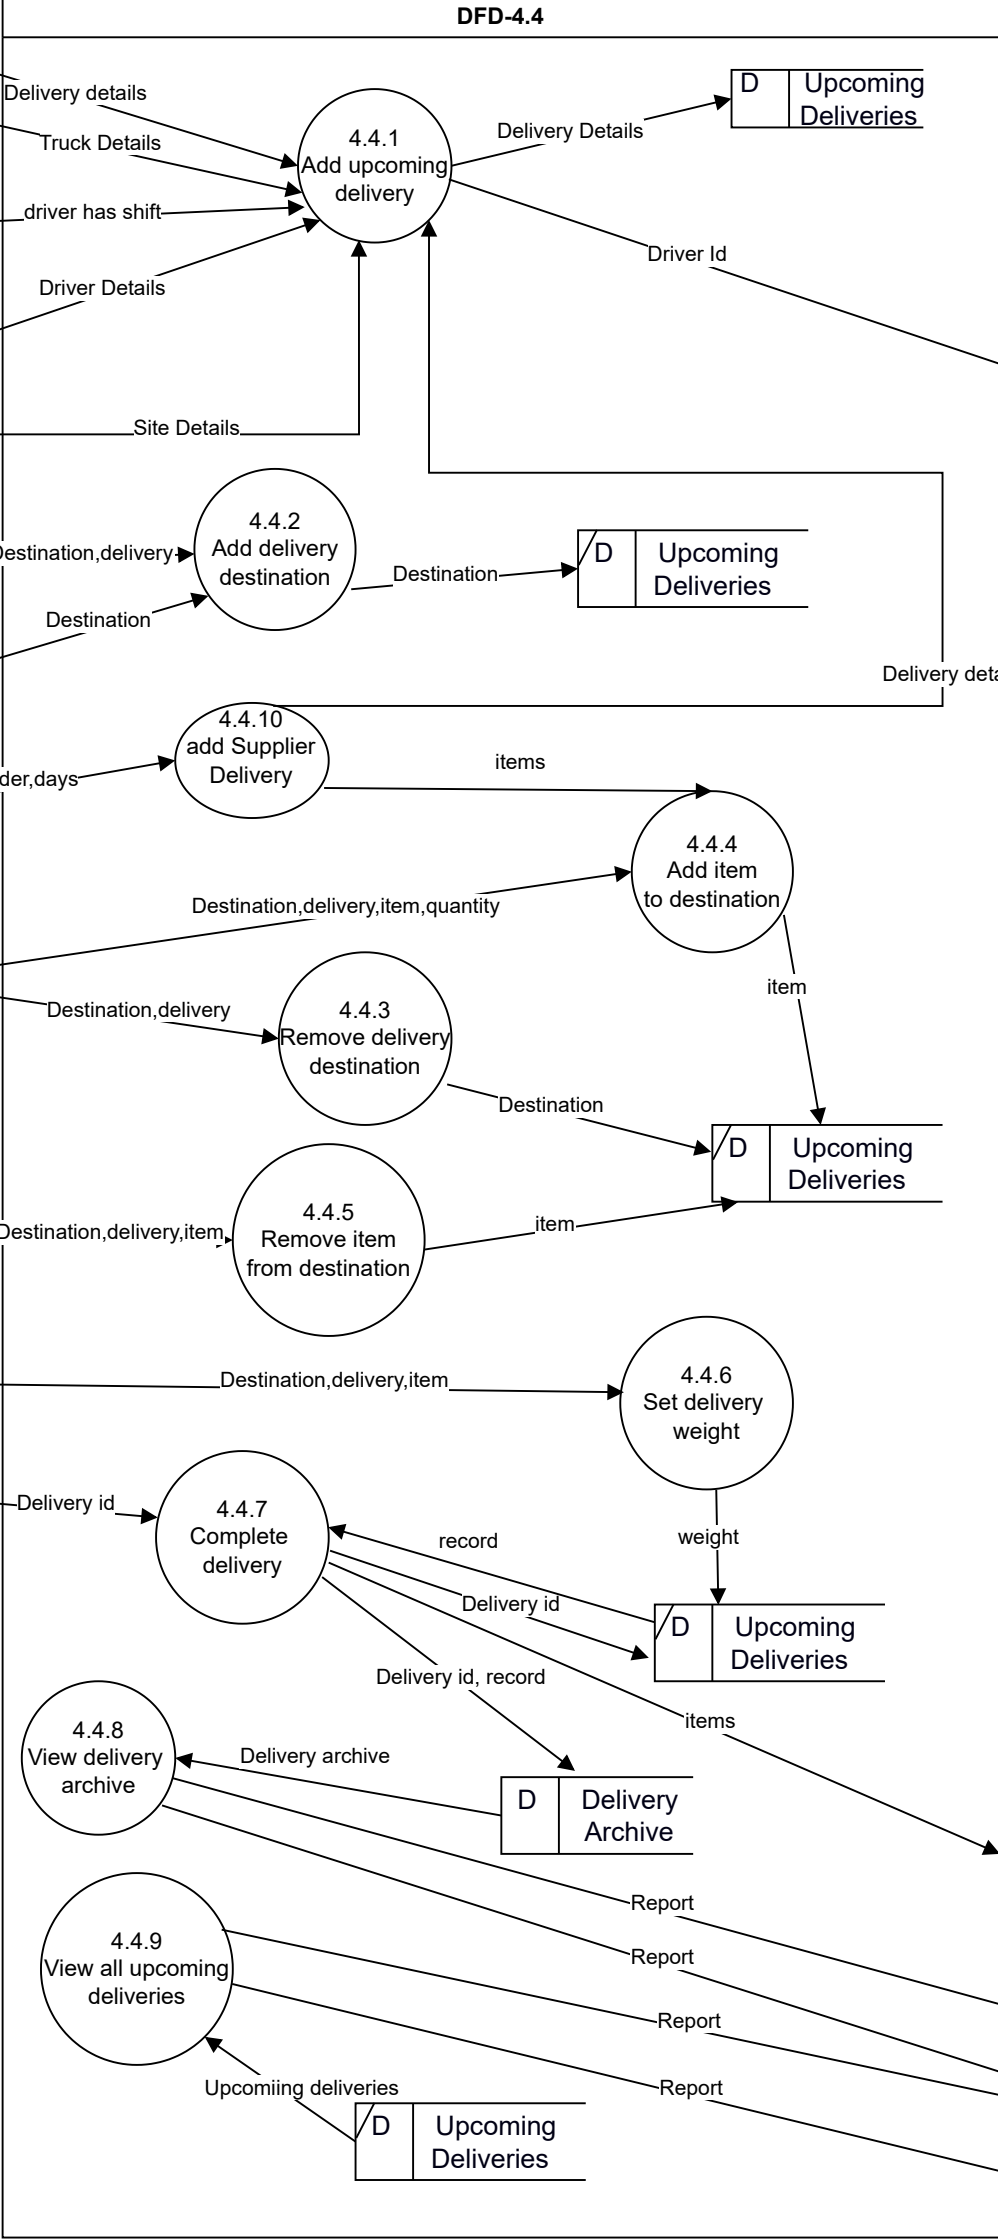 DFD-4.4
Delivery details
Truck Details
driver has shift
Driver Details
Site Details
4.4.1
Add upcoming
delivery
Delivery Details
D
Upcoming
Deliveries
Driver Id
Destination,delivery
Destination
4.4.2
Add delivery
destination
Destination
D
Upcoming
Deliveries
Delivery deta
der,days
4.4.10
add Supplier
Delivery
items
4.4.4
Add item
to destination
Destination,delivery,item,quantity
item
Destination,delivery
4.4.3
Remove delivery
destination
Destination
D
Upcoming
Deliveries
Destination,delivery,item
4.4.5
Remove item
from destination
item
Destination,delivery,item
4.4.6
Set delivery
weight
weight
Delivery id
4.4.7
Complete
delivery
record
Delivery id
D
Upcoming
Deliveries
Delivery id, record
items
4.4.8
View delivery
archive
Delivery archive
D
Delivery
Archive
Report
Report
4.4.9
View all upcoming
deliveries
Report
Report
Upcomiing deliveries
D
Upcoming
Deliveries